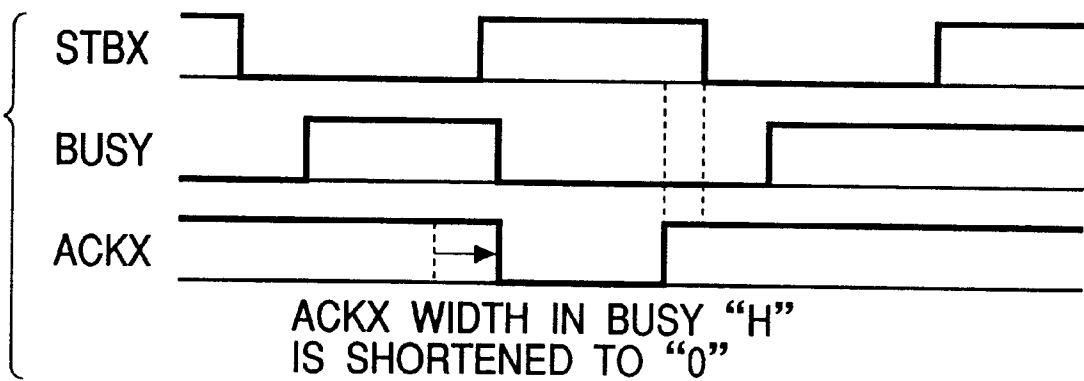 STBX
BUSY
ACKX
ACKX WIDTH IN BUSY “H”
IS SHORTENED TO “0”